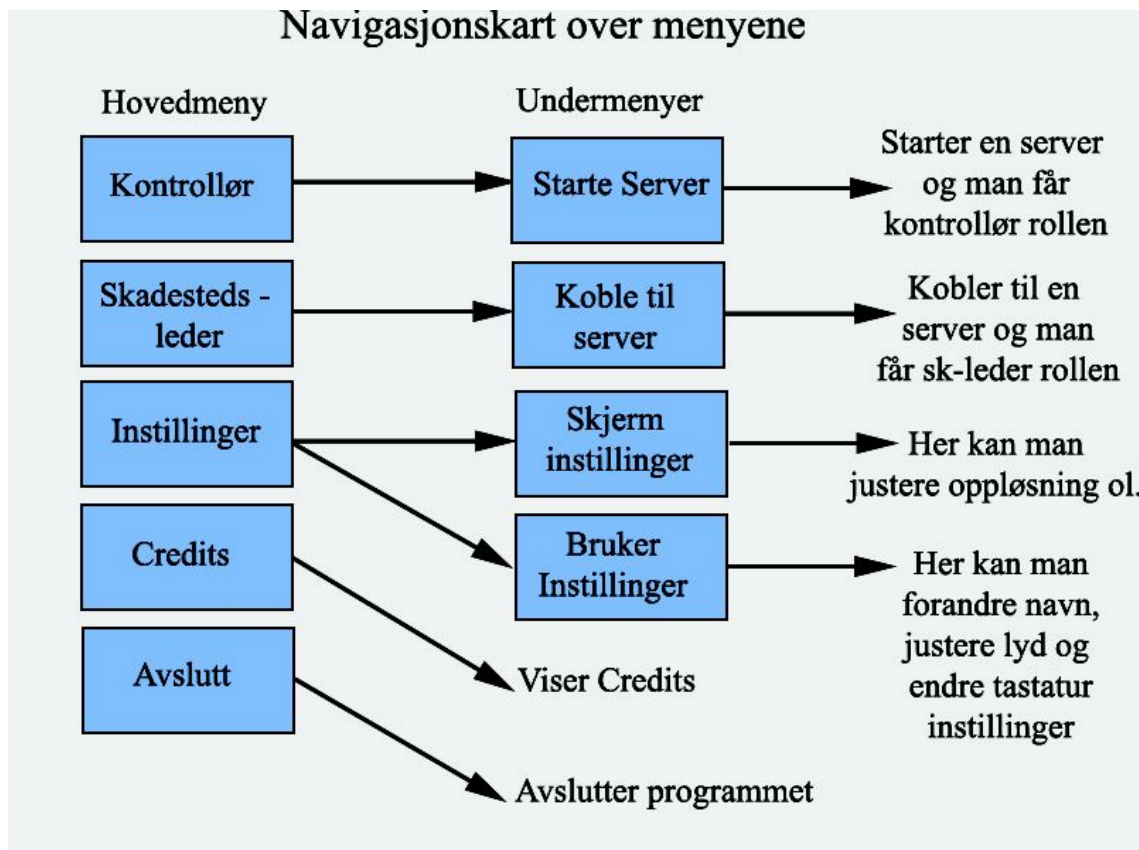 Navigasjonskart over menyene
Hovedmeny
Undermenyer
Kontrollør
Starte Server
Starter en server
og man får
kontrollør rollen
Skadesteds -
leder
Koble til
server
Kobler til en
server og man
får sk-leder rollen
Instillinger
Skjerm
instillinger
Her kan man
justere oppløsning ol.
Bruker
Instillinger
Her kan man
forandre navn,
justere lyd og
endre tastatur
instillinger
Credits
Viser Credits
Avslutt
Avslutter programmet